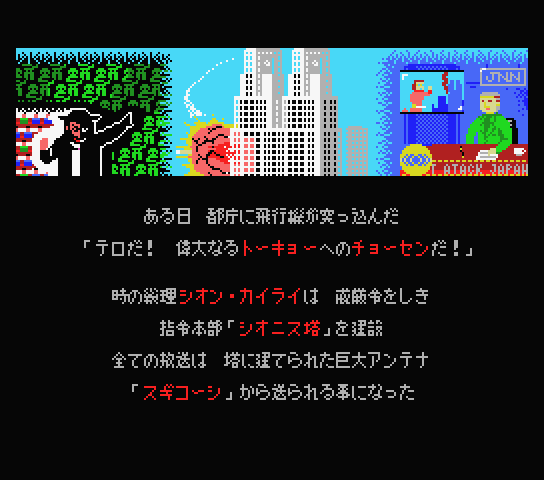 JNN
ATACK JAPAN
ある日 都庁に飛行機が突っ込んだ
「テロだ! 偉大なるトーキョーへのチョーセンだ!」
時の総理シオン・カイライは 戒厳令をしき
指令本部「シオニス塔」を建設
全ての放送は 塔に建てられた巨大アンテナ
「スギコーシ」から送られる事になった